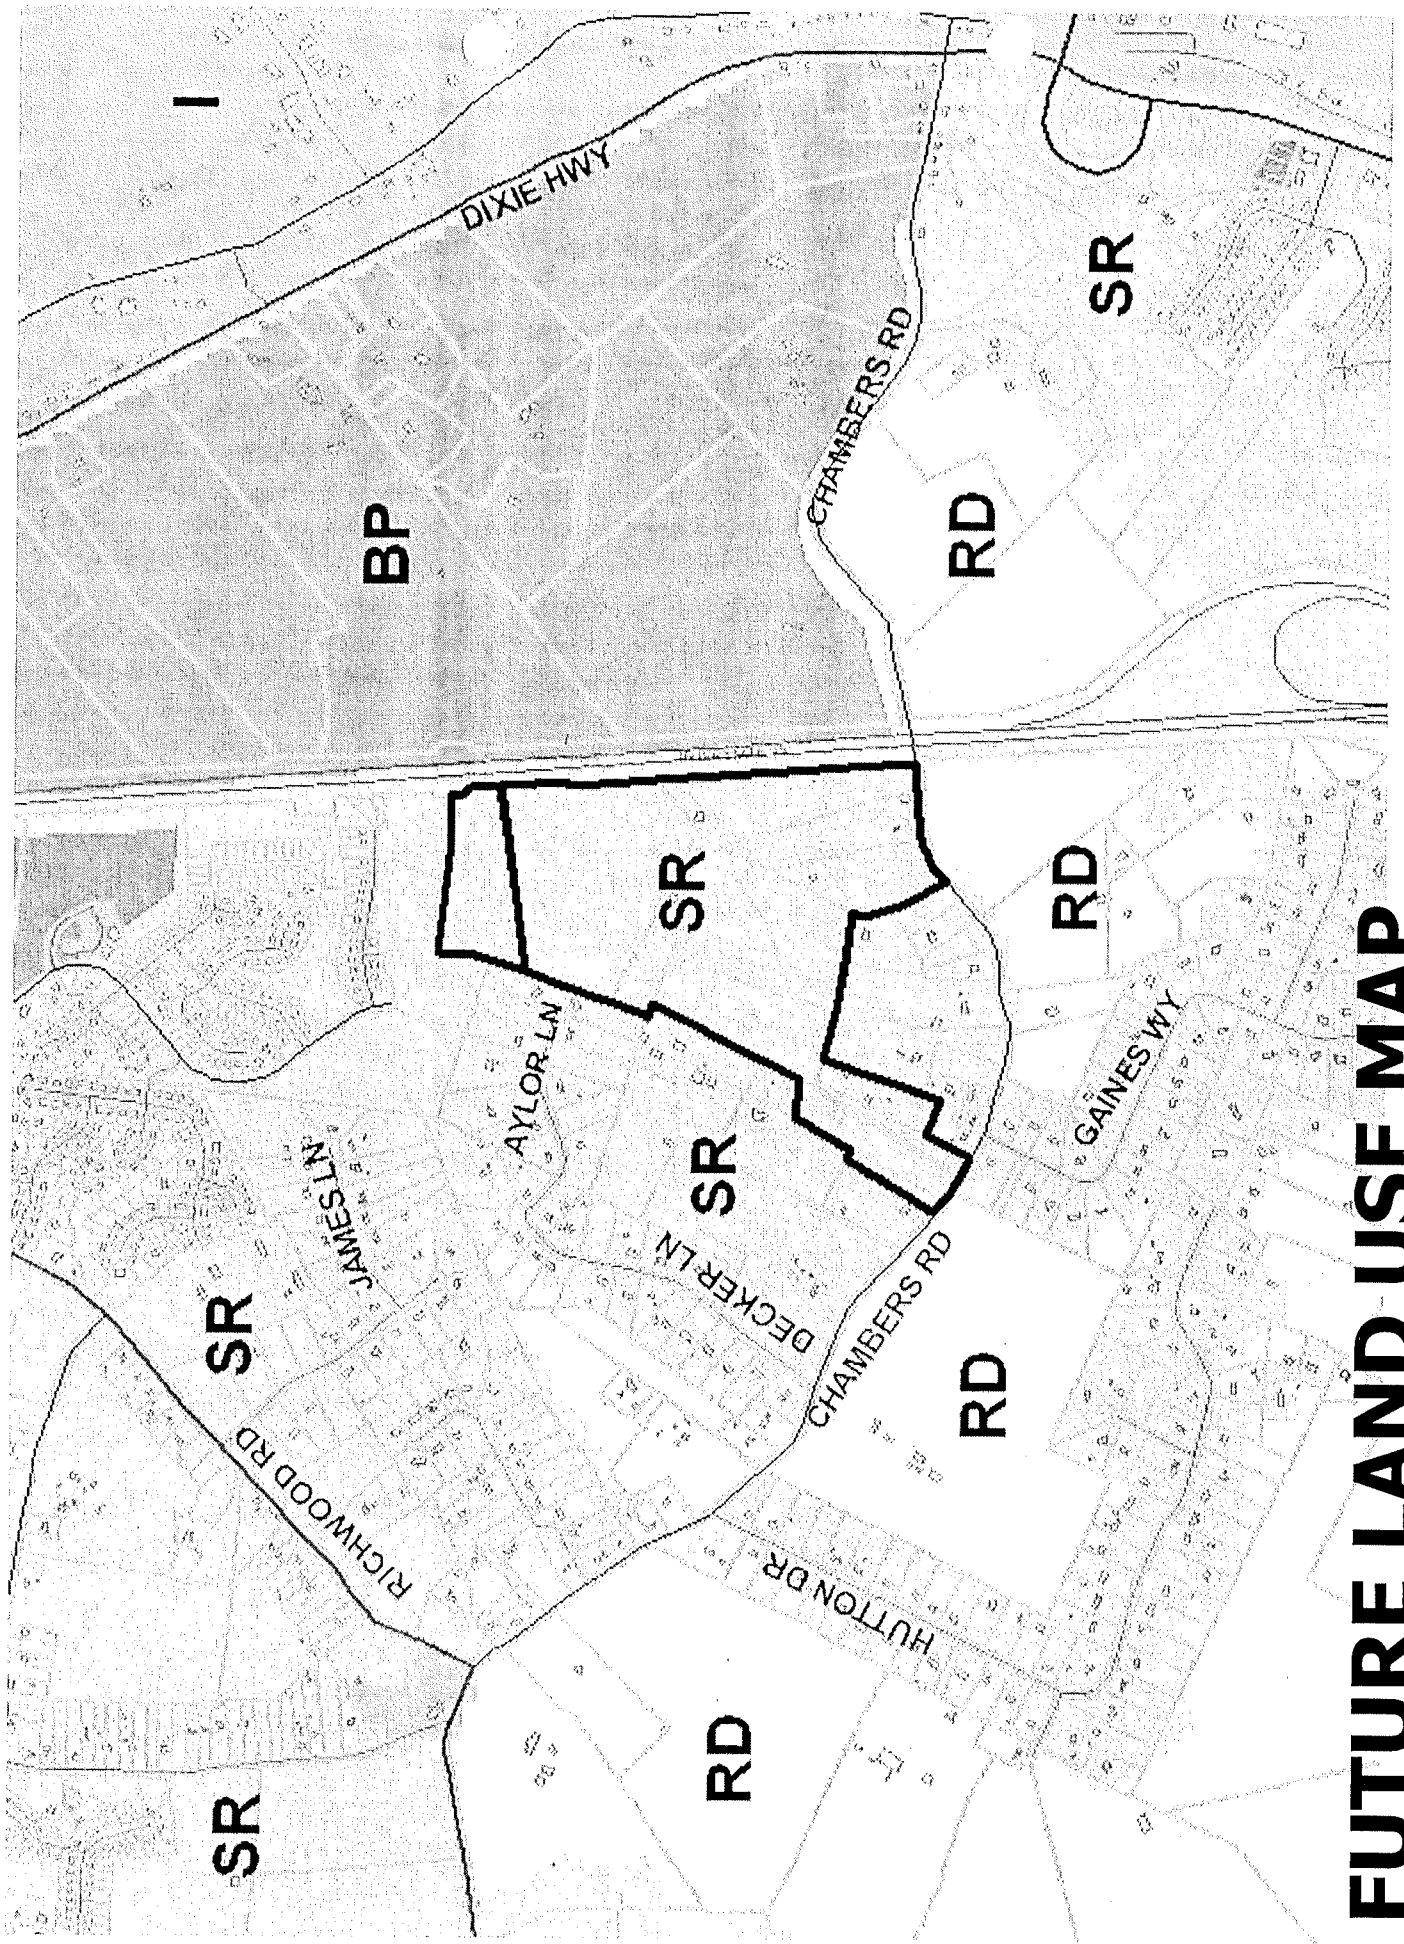 I
DIXIE HWY
BP
CHAMBERS RD
SR
RD
SR
RD
AYLOR LN
SR
JAMES LN
DECKER LN
GAINES WY
SR
CHAMBERS RD
RD
RICHWOOD RD
HUTTON DR
RD
SR
FUTURE LAND USE MAP